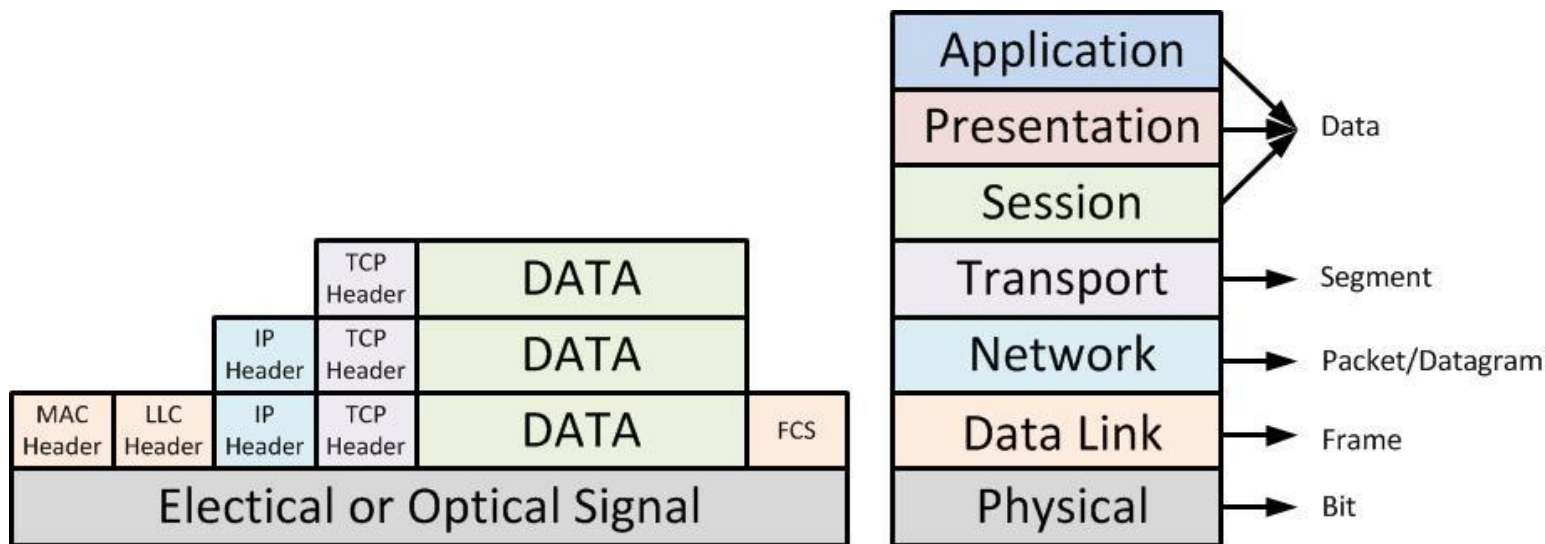 Application
Presentation
Data
Session
TCP
Header
DATA
Transport
Segment
IP
Header
TCP
Header
DATA
Network
Packet/Datagram
MAC
Header
LLC
Header
IP
Header
TCP
Header
DATA
FCS
Data Link
Frame
Electical or Optical Signal
Physical
Bit